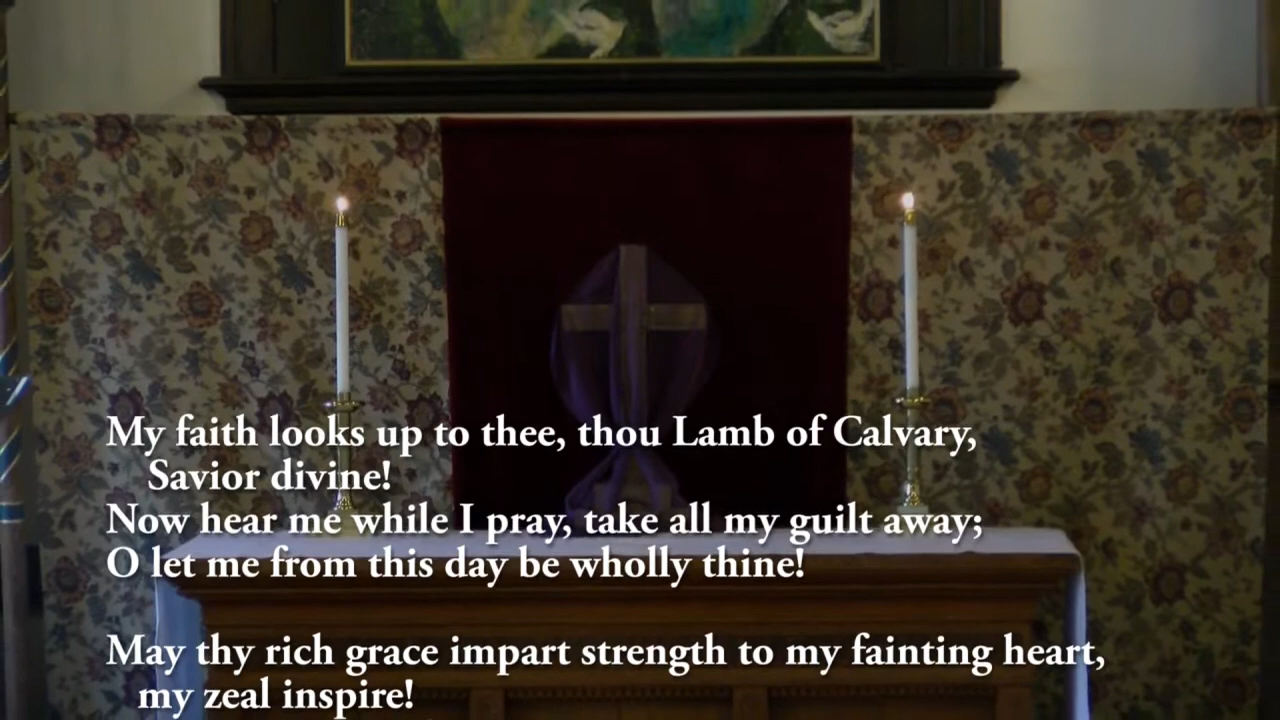 My faith looks up to thee, thou Lamb of Calvary,
Savior divine!
Now hear me while I pray, take all my guilt away;
O let me from this day be wholly thine!
May thy rich grace impart strength to my fainting heart,
my zeal inspire!